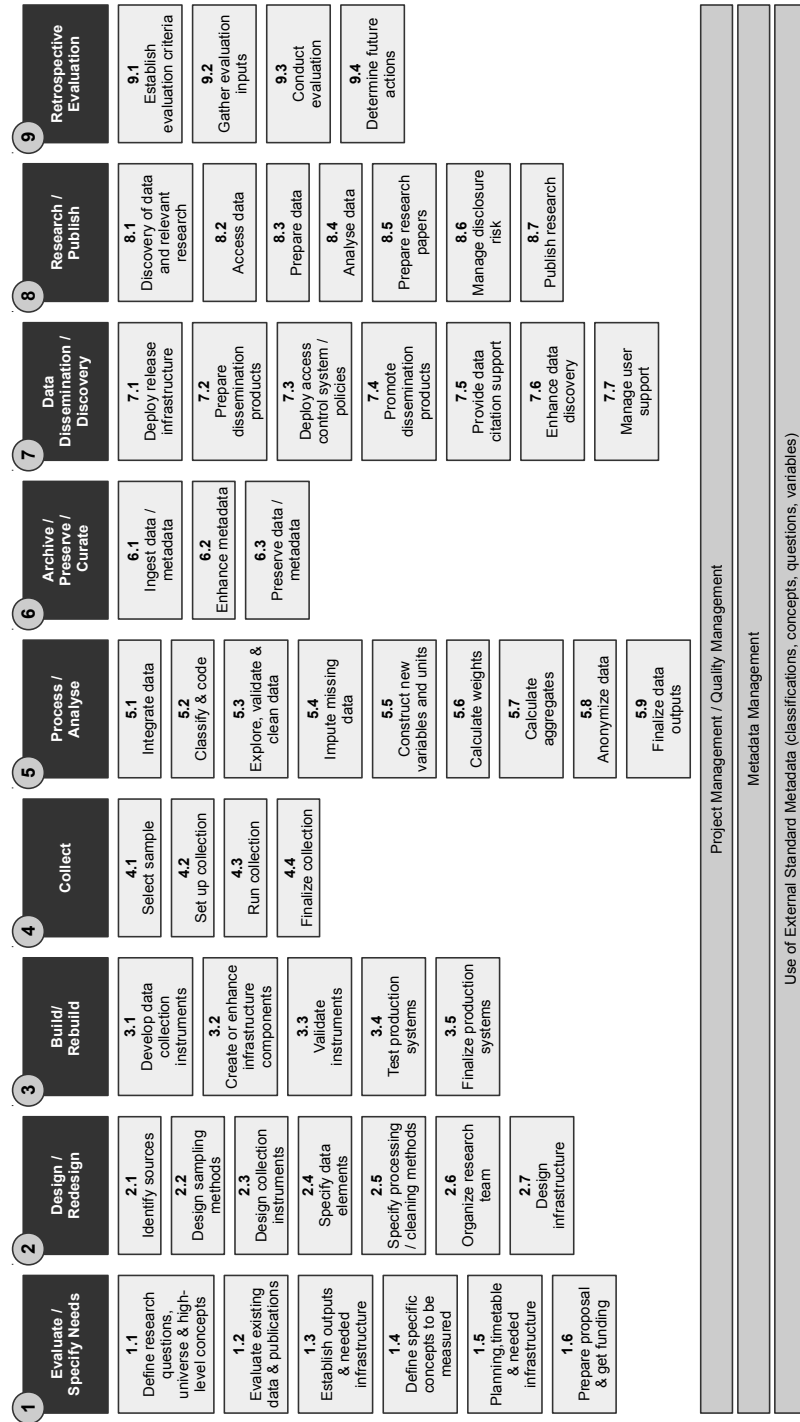 1
Evaluate /
Specify Needs
1.1
Define research
questions,
universe & high-
level concepts
1.2
Evaluate existing
data & publications
1.3
Establish outputs
& needed
infrastructure
1.4
Define specific
concepts to be
measured
1.5
Planning,timetable
& needed
infrastructure
1.6
Prepare proposal
& get funding
2
Design /
Redesign
2.1
Identify sources
2.2
Design sampling
methods
2.3
Design collection
instruments
2.4
Specify data
elements
2.5
Specify processing
/ cleaning methods
2.6
Organize research
team
2.7
Design
infrastructure
3
Build/
Rebuild
3.1
Develop data
collection
instruments
3.2
Create or enhance
infrastructure
components
3.3
Validate
instruments
3.4
Test production
systems
3.5
Finalize production
systems
4
Collect
4.1
Select sample
4.2
Set up collection
4.3
Run collection
4.4
Finalize collection
5
Process /
Analyse
5.1
Integrate data
5.2
Classify & code
5.3
Explore, validate &
clean data
5.4
Impute missing
data
5.5
Construct new
variables and units
5.6
Calculate weights
5.7
Calculate
aggregates
5.8
Anonymize data
5.9
Finalize data
outputs
6
Archive /
Preserve /
Curate
6.1
Ingest data /
metadata
6.2
Enhance metadata
6.3
Preserve data /
metadata
7
Data
Dissemination /
Discovery
7.1
Deploy release
infrastructure
7.2
Prepare
dissemination
products
7.3
Deploy access
control system /
policies
7.4
Promote
dissemination
products
7.5
Provide data
citation support
7.6
Enhance data
discovery
7.7
Manage user
support
8
Research /
Publish
8.1
Discovery of data
and relevant
research
8.2
Access data
8.3
Prepare data
8.4
Analyse data
8.5
Prepare research
papers
8.6
Manage disclosure
risk
8.7
Publish research
9
Retrospective
Evaluation
9.1
Establish
evaluation criteria
9.2
Gather evaluation
inputs
9.3
Conduct
evaluation
9.4
Determine future
actions
Project Management / Quality Management
Metadata Management
Use of External Standard Metadata (classifications, concepts, questions, variables)